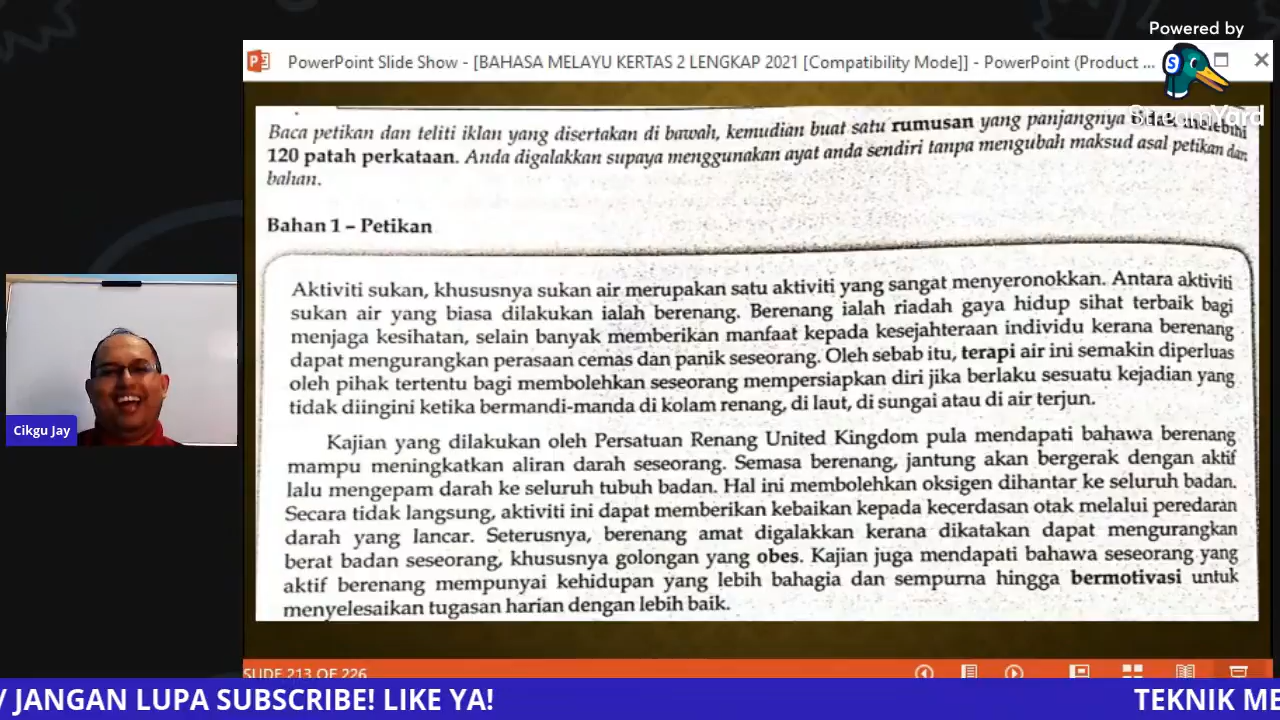 Powered by
StreamYard
PowerPoint Slide Show - [BAHASA MELAYU KERTAS 2 LENGKAP 2021 [Compatibility Mode]] - PowerPoint (Product ...
Baca petikan dan teliti iklan yang disertakan di bawah, kemudian buat satu rumusan yang panjangnya melebihi
120 patah perkataan. Anda digalakkan supaya menggunakan ayat anda sendiri tanpa mengubah maksud asal petikan dan
bahan.
Bahan 1 – Petikan
Aktiviti sukan, khususnya sukan air merupakan satu aktiviti yang sangat menyeronokkan. Antara aktiviti
sukan air yang biasa dilakukan ialah berenang. Berenang ialah riadah gaya hidup sihat terbaik bagi
menjaga kesihatan, selain banyak memberikan manfaat kepada kesejahteraan individu kerana berenang
dapat mengurangkan perasaan cemas dan panik seseorang. Oleh sebab itu, terapi air ini semakin diperluas
oleh pihak tertentu bagi membolehkan seseorang mempersiapkan diri jika berlaku sesuatu kejadian yang
tidak diingini ketika bermandi-manda di kolam renang, di laut, di sungai atau di air terjun.
Kajian yang dilakukan oleh Persatuan Renang United Kingdom pula mendapati bahawa berenang
mampu meningkatkan aliran darah seseorang. Semasa berenang, jantung akan bergerak dengan aktif
lalu mengepam darah ke seluruh tubuh badan. Hal ini membolehkan oksigen dihantar ke seluruh badan.
Secara tidak langsung, aktiviti ini dapat memberikan kebaikan kepada kecerdasan otak melalui peredaran
darah yang lancar. Seterusnya, berenang amat digalakkan kerana dikatakan dapat mengurangkan
berat badan seseorang, khususnya golongan yang obes. Kajian juga mendapati bahawa seseorang yang
aktif berenang mempunyai kehidupan yang lebih bahagia dan sempurna hingga bermotivasi untuk
menyelesaikan tugasan harian dengan lebih baik.
Cikgu Jay
SLIDE 213 OF 226
/ JANGAN LUPA SUBSCRIBE! LIKE YA!
TEKNIK ME